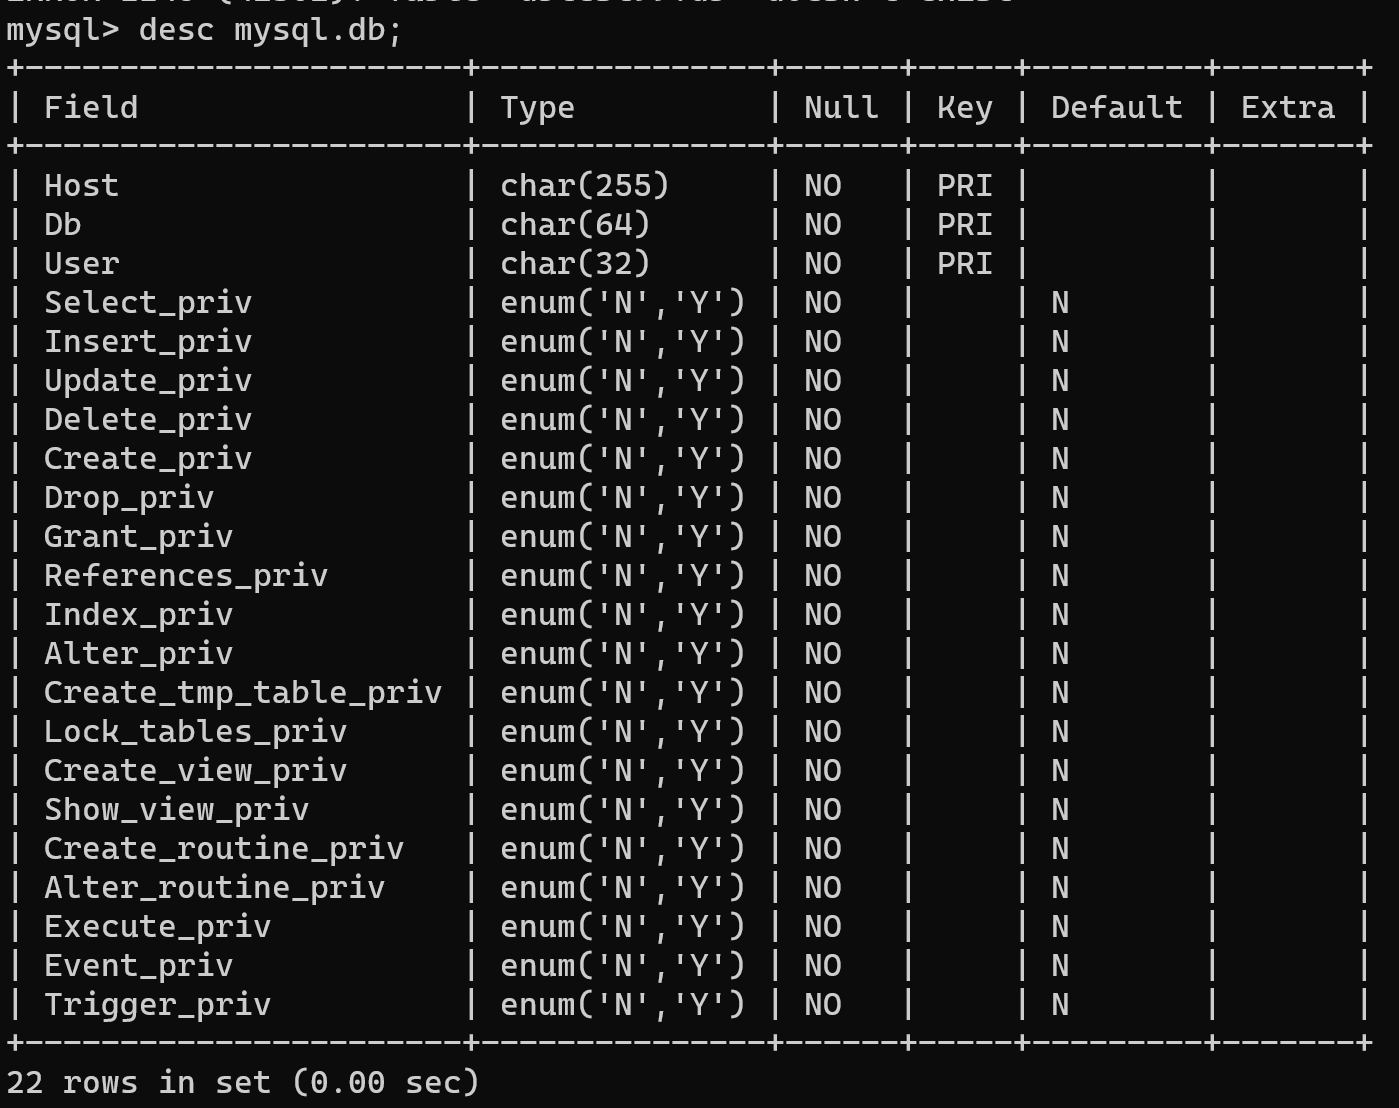 mysql> desc mysql.db;
+-----------------------+---------------+------+-----+---------+-------+
| Field                 | Type          | Null | Key | Default | Extra |
+-----------------------+---------------+------+-----+---------+-------+
| Host                  | char(255)     | NO   | PRI |         |       |
| Db                    | char(64)      | NO   | PRI |         |       |
| User                  | char(32)      | NO   | PRI |         |       |
| Select_priv           | enum('N','Y') | NO   |     | N       |       |
| Insert_priv           | enum('N','Y') | NO   |     | N       |       |
| Update_priv           | enum('N','Y') | NO   |     | N       |       |
| Delete_priv           | enum('N','Y') | NO   |     | N       |       |
| Create_priv           | enum('N','Y') | NO   |     | N       |       |
| Drop_priv             | enum('N','Y') | NO   |     | N       |       |
| Grant_priv            | enum('N','Y') | NO   |     | N       |       |
| References_priv       | enum('N','Y') | NO   |     | N       |       |
| Index_priv            | enum('N','Y') | NO   |     | N       |       |
| Alter_priv            | enum('N','Y') | NO   |     | N       |       |
| Create_tmp_table_priv | enum('N','Y') | NO   |     | N       |       |
| Lock_tables_priv      | enum('N','Y') | NO   |     | N       |       |
| Create_view_priv      | enum('N','Y') | NO   |     | N       |       |
| Show_view_priv        | enum('N','Y') | NO   |     | N       |       |
| Create_routine_priv   | enum('N','Y') | NO   |     | N       |       |
| Alter_routine_priv    | enum('N','Y') | NO   |     | N       |       |
| Execute_priv          | enum('N','Y') | NO   |     | N       |       |
| Event_priv            | enum('N','Y') | NO   |     | N       |       |
| Trigger_priv          | enum('N','Y') | NO   |     | N       |       |
+-----------------------+---------------+------+-----+---------+-------+
22 rows in set (0.00 sec)